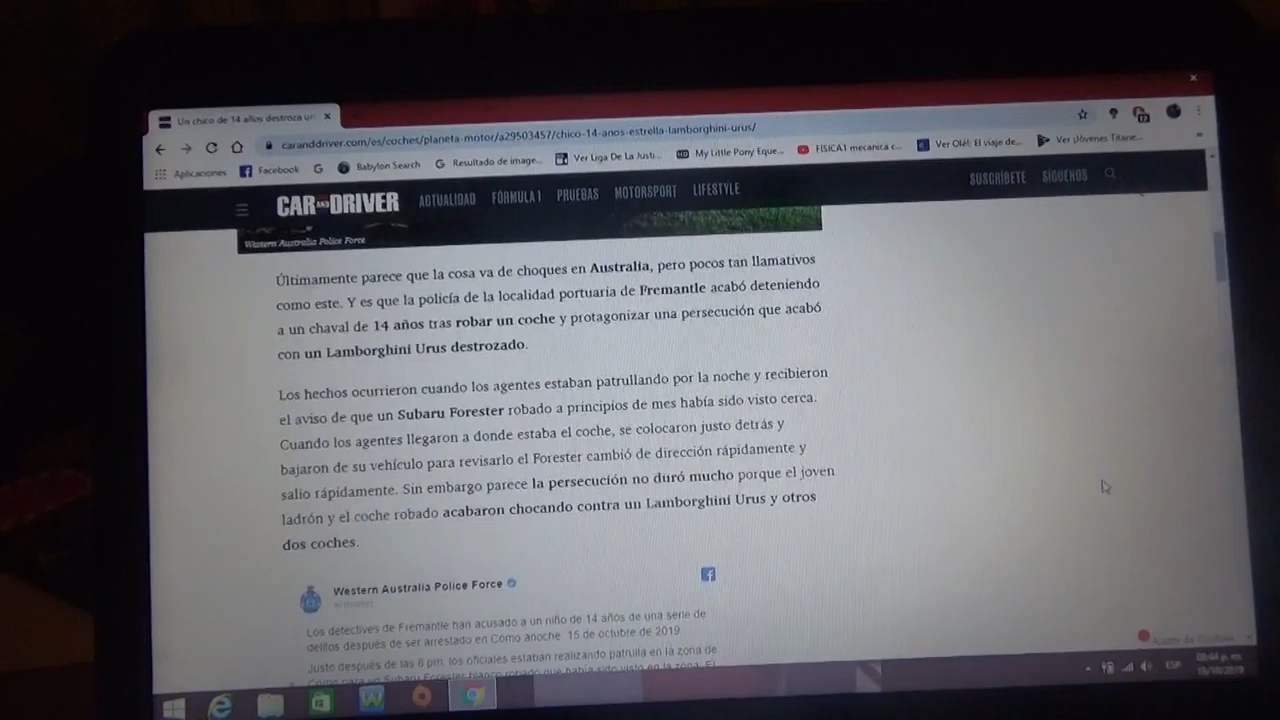 Un chico de 14 años destroza un
caranddriver.com/es/coches/planeta-motor/a29503457/chico-14-anos-estrella-lamborghini-urus/
Aplicaciones Facebook Babylon Search Resultado de image... Ver Liga De La Justi... My Little Pony Eque... FISICA1 mecanica c... Ver Olé!: El viaje de... Ver Jóvenes Titane...
CAR AND DRIVER ACTUALIDAD FÓRMULA 1 PRUEBAS MOTORSPORT LIFESTYLE SUSCRÍBETE SÍGUENOS
Western Australia Police Force
Últimamente parece que la cosa va de choques en Australia, pero pocos tan llamativos
como este. Y es que la policía de la localidad portuaria de Fremantle acabó deteniendo
a un chaval de 14 años tras robar un coche y protagonizar una persecución que acabó
con un Lamborghini Urus destrozado.
Los hechos ocurrieron cuando los agentes estaban patrullando por la noche y recibieron
el aviso de que un Subaru Forester robado a principios de mes había sido visto cerca.
Cuando los agentes llegaron a donde estaba el coche, se colocaron justo detrás y
bajaron de su vehículo para revisarlo el Forester cambió de dirección rápidamente y
salio rápidamente. Sin embargo parece la persecución no duró mucho porque el joven
ladrón y el coche robado acabaron chocando contra un Lamborghini Urus y otros
dos coches.
Western Australia Police Force
Los detectives de Fremantle han acusado a un niño de 14 años de una serie de
delitos después de ser arrestado en Como anoche 15 de octubre de 2019.
Justo después de las 6 pm, los oficiales estaban realizando patrulla en la zona de
Como para un Subaru Forester blanco robado que había sido visto en la zona. El
ESP